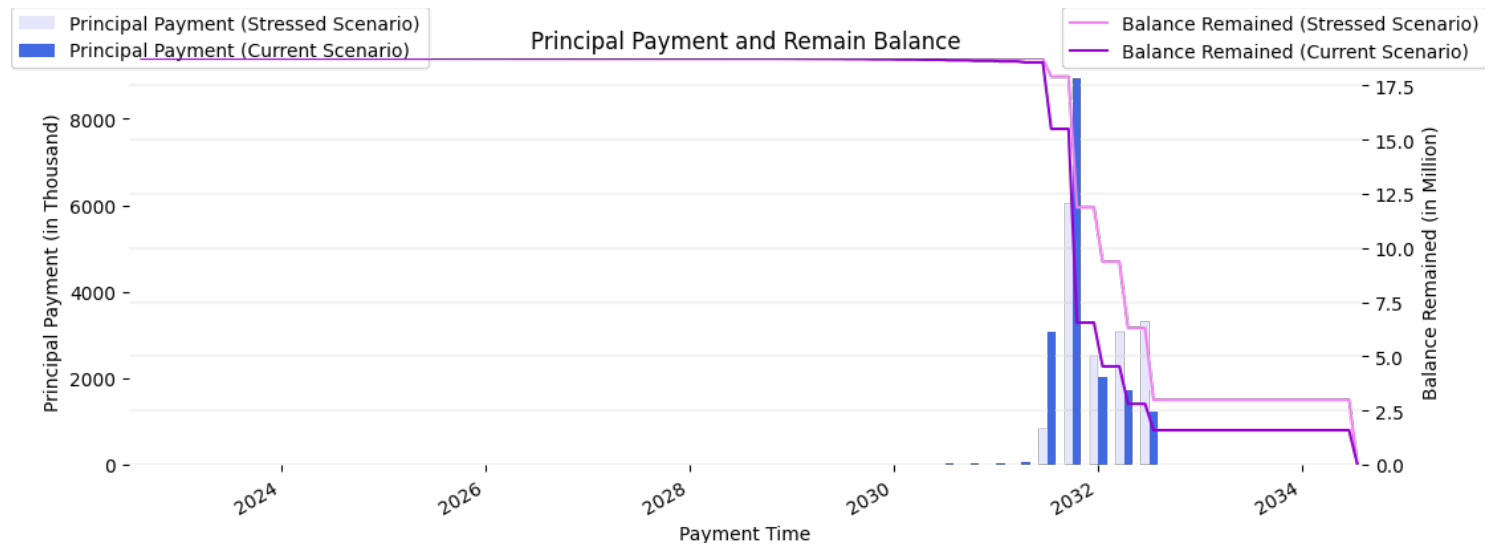 Principal Payment (Stressed Scenario)
Principal Payment (Current Scenario)
Principal Payment and Remain Balance
Balance Remained (Stressed Scenario)
Balance Remained (Current Scenario)
Principal Payment (in Thousand)
8000
6000
4000
2000
0
17.5
15.0
12.5
10.0
7.5
5.0
2.5
0.0
Balance Remained (in Million)
2024
2026
2028
2030
2032
2034
Payment Time